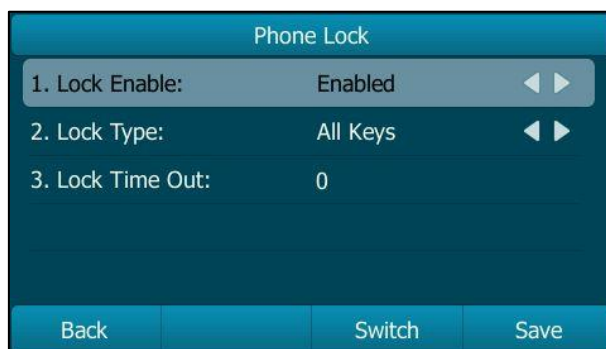 Phone Lock
1. Lock Enable: Enabled
2. Lock Type: All Keys
3. Lock Time Out: 0
Back Switch Save